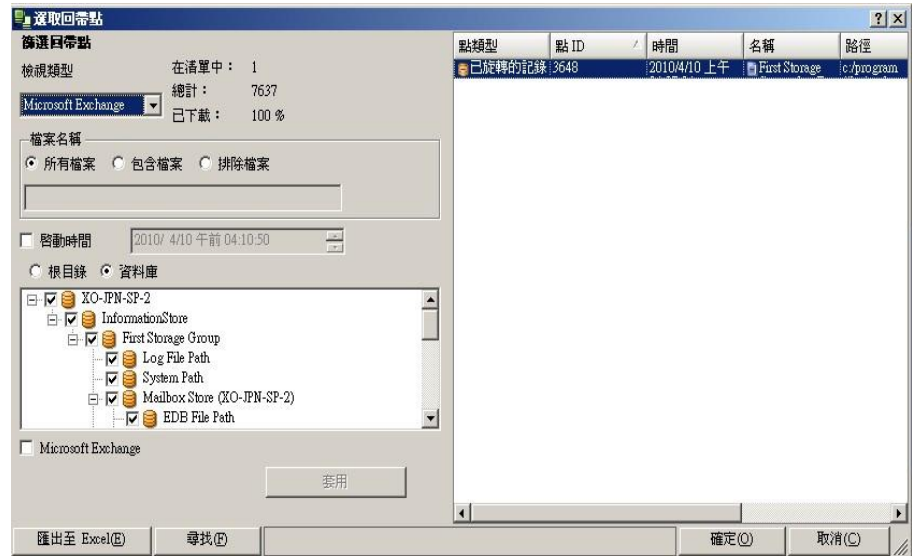 選取回帶點
篩選回帶點
檢視類型
在清單中： 1
總計： 7637
Microsoft Exchange
已下載： 100 %
檔案名稱
所有檔案 包含檔案 排除檔案
啟動時間 2010/ 4/10 午前 04:10:50
根目錄 資料庫
XO-JPN-SP-2
InformationStore
First Storage Group
Log File Path
System Path
Mailbox Store (XO-JPN-SP-2)
EDB File Path
Microsoft Exchange
套用
點類型 點 ID 時間 名稱 路徑
已旋轉的記錄 3648 2010/4/10 上午 First Storage c:/program
匯出至 Excel(E) 尋找(F) 確定(O) 取消(C)